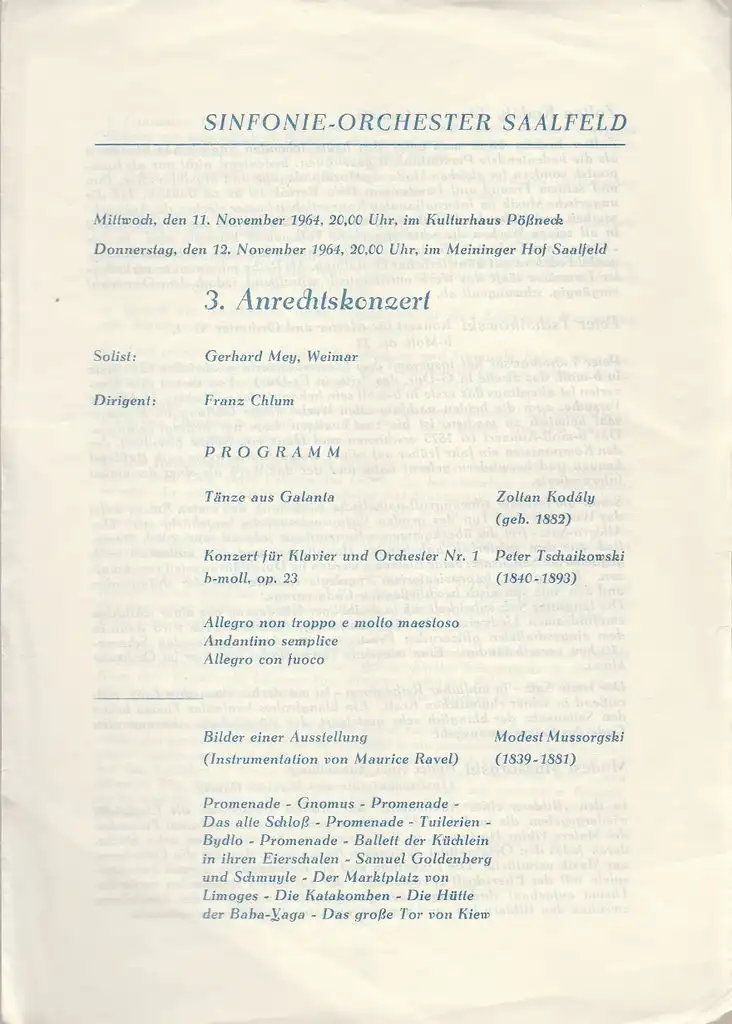 SINFONIE-ORCHESTER SAALFELD
Mittwoch, den 11. November 1964, 20,00 Uhr, im Kulturhaus Pößneck
Donnerstag, den 12. November 1964, 20,00 Uhr, im Meininger Hof Saalfeld
3. Anrechtskonzert
Solist: Gerhard Mey, Weimar
Dirigent: Franz Chlum
PROGRAMM
Tänze aus Galanta Zoltan Kodály
(geb. 1882)
Konzert für Klavier und Orchester Nr. 1 Peter Tschaikowski
b-moll, op. 23 (1840-1893)
Allegro non troppo e molto maestoso
Andantino semplice
Allegro con fuoco
Bilder einer Ausstellung Modest Mussorgski
(Instrumentation von Maurice Ravel) (1839-1881)
Promenade - Gnomus - Promenade -
Das alte Schloß - Promenade - Tuilerien -
Bydlo - Promenade - Ballett der Küchlein
in ihren Eierschalen - Samuel Goldenberg
und Schmuyle - Der Marktplatz von
Limoges - Die Katakomben - Die Hütte
der Baba-Yaga - Das große Tor von Kiew